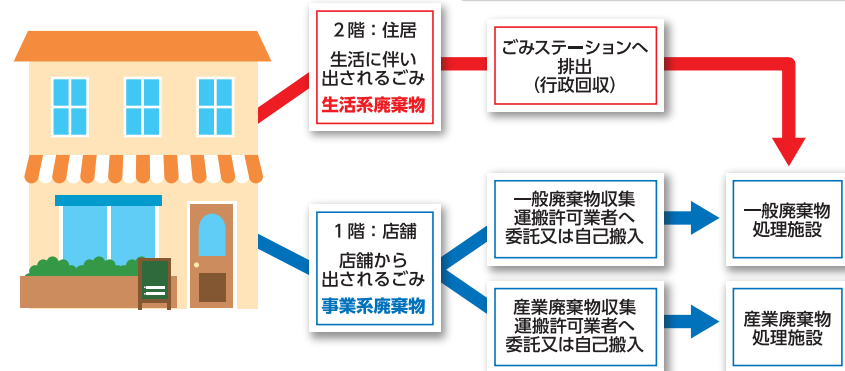 2階：住居
生活に伴い
出されるごみ
生活系廃棄物
ごみステーションへ
排出
（行政回収）
1階：店舗
店舗から
出されるごみ
事業系廃棄物
一般廃棄物収集
運搬許可業者へ
委託又は自己搬入
一般廃棄物
処理施設
産業廃棄物収集
運搬許可業者へ
委託又は自己搬入
産業廃棄物
処理施設